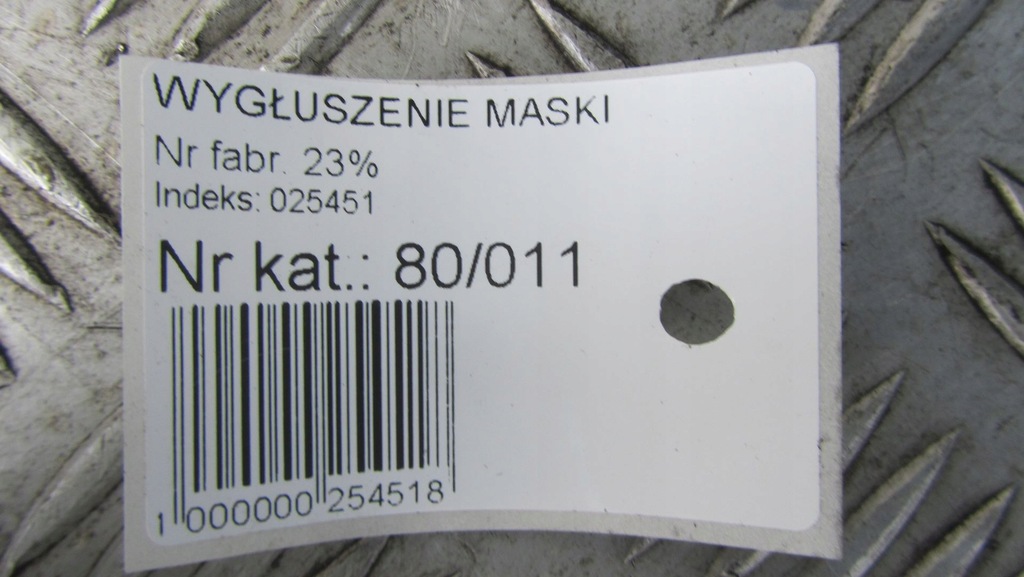 WYGŁUSZENIE MASKI
Nr fabr. 23%
Indeks: 025451
Nr kat.: 80/011
1 000000 254518